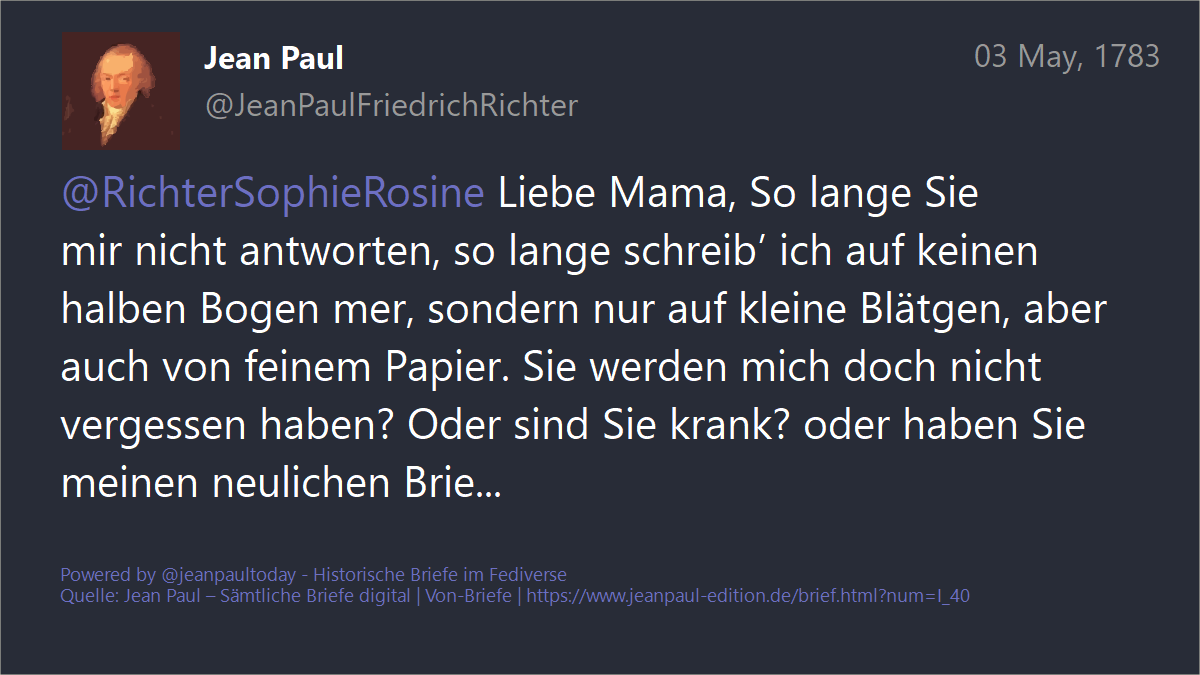 Jean Paul
03 May, 1783
@JeanPaulFriedrichRichter
@RichterSophieRosine Liebe Mama, So lange Sie
mir nicht antworten, so lange schreib’ ich auf keinen
halben Bogen mer, sondern nur auf kleine Blätgen, aber
auch von feinem Papier. Sie werden mich doch nicht
vergessen haben? Oder sind Sie krank? oder haben Sie
meinen neulichen Brie...
Powered by @jeanpaultoday - Historische Briefe im Fediverse
Quelle: Jean Paul – Sämtliche Briefe digital | Von-Briefe | https://www.jeanpaul-edition.de/brief.html?num=I_40